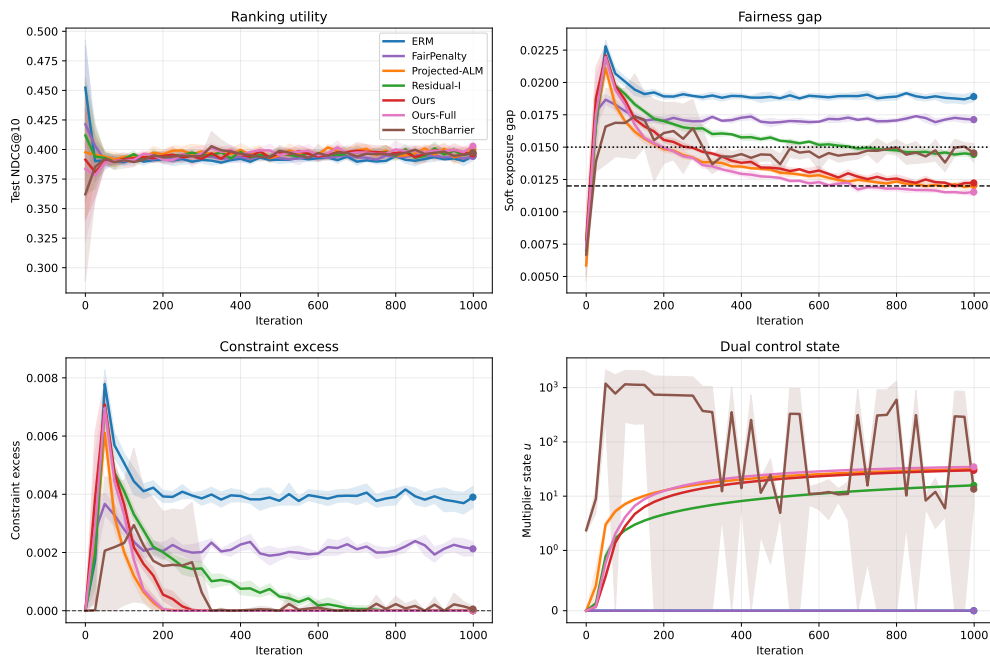 Ranking utility
Test NDCG@10
0.500
0.475
0.450
0.425
0.400
0.375
0.350
0.325
0.300
0
200
400
600
800
1000
Iteration
ERM
FairPenalty
Projected-ALM
Residual-I
Ours
Ours-Full
StochBarrier
Fairness gap
Soft exposure gap
0.0225
0.0200
0.0175
0.0150
0.0125
0.0100
0.0075
0.0050
0
200
400
600
800
1000
Iteration
Constraint excess
Constraint excess
0.008
0.006
0.004
0.002
0.000
0
200
400
600
800
1000
Iteration
Dual control state
Multiplier state u
10³
10²
10¹
10⁰
0
0
200
400
600
800
1000
Iteration